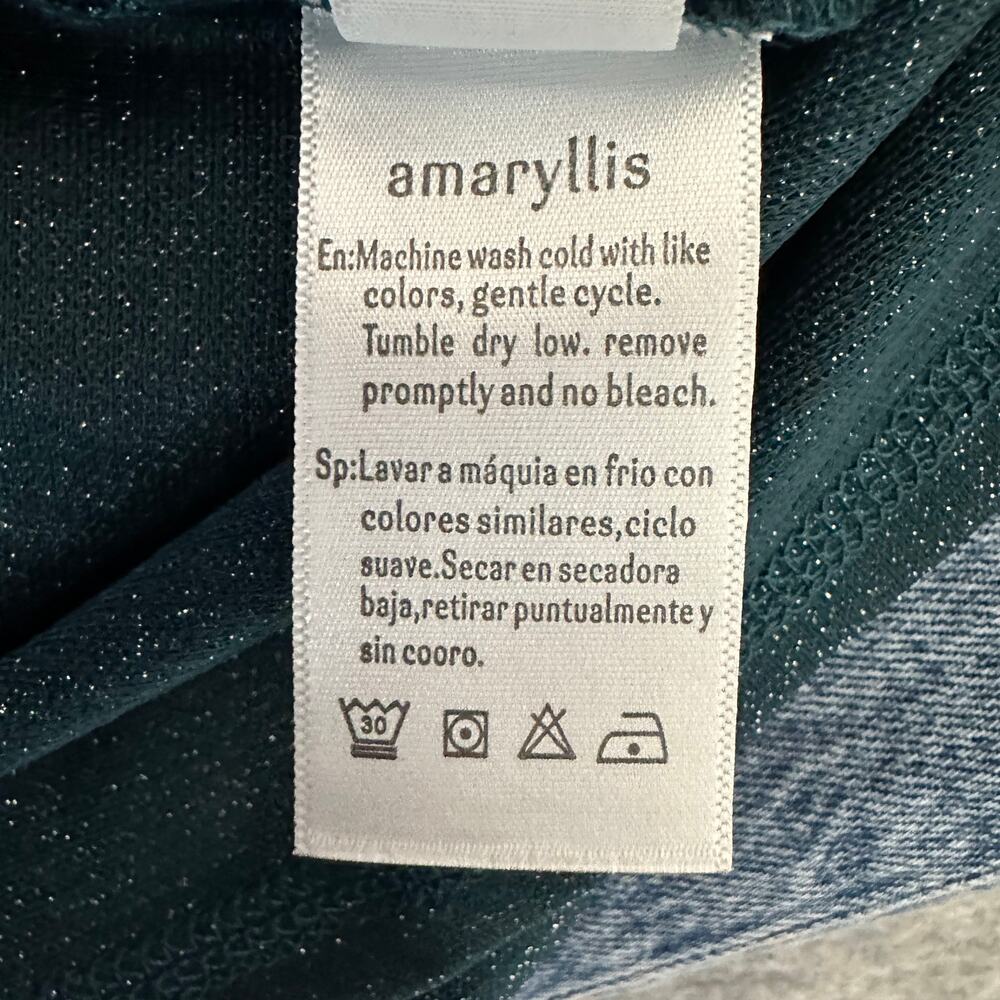 amaryllis
En:Machine wash cold with like
colors, gentle cycle.
Tumble dry low. remove
promptly and no bleach.
Sp:Lavar a máquia en frio con
colores similares,ciclo
suave.Secar en secadora
baja,retirar puntualmente y
sin cooro.
30